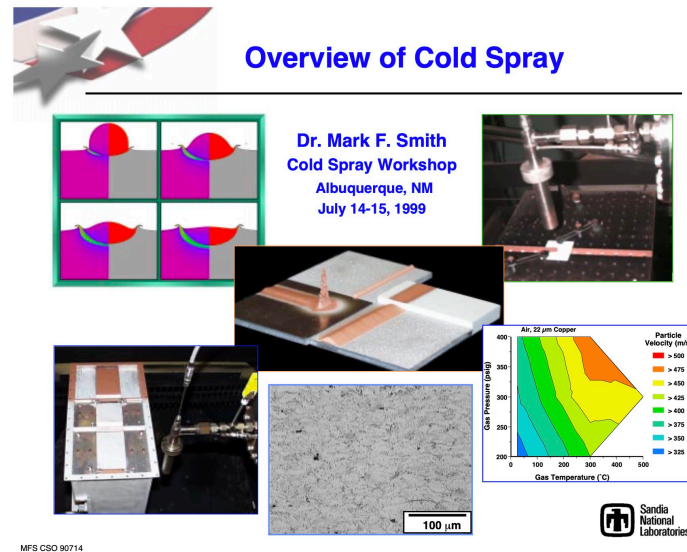 Overview of Cold Spray
Dr. Mark F. Smith
Cold Spray Workshop
Albuquerque, NM
July 14-15, 1999
Air, 22 µm Copper
Particle
Velocity (m/s
> 500
> 475
> 450
> 425
> 400
> 375
> 350
> 325
Gas Pressure (psig)
400
300
200
0 100 200 300 400 500
Gas Temperature (˚C)
100 µm
Sandia
National
Laboratories
MFS CSO 90714